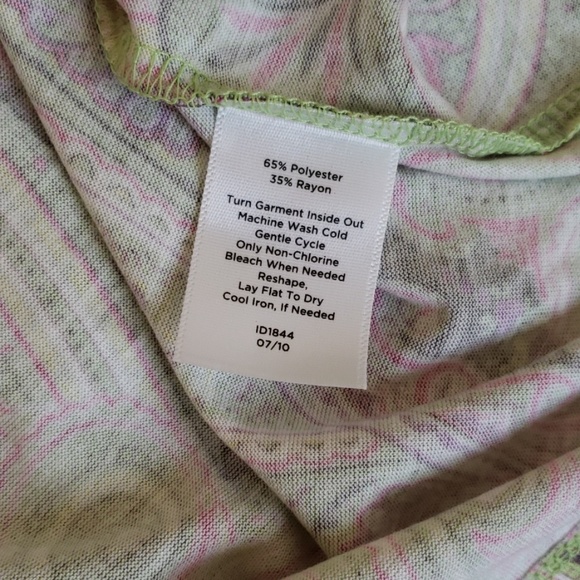 65% Polyester
35% Rayon
Turn Garment Inside Out
Machine Wash Cold
Gentle Cycle
Only Non-Chlorine
Bleach When Needed
Reshape,
Lay Flat To Dry
Cool Iron, If Needed
ID1844
07/10